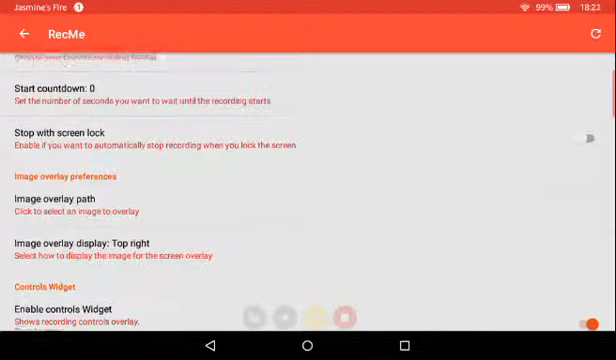 Jasmine's Fire 1 99% 18:22
RecMe
Start countdown: 0
Set the number of seconds you want to wait until the recording starts
Stop with screen lock
Enable if you want to automatically stop recording when you lock the screen
Image overlay preferences
Image overlay path
Click to select an image to overlay
Image overlay display: Top right
Select how to display the image for the screen overlay
Controls Widget
Enable controls Widget
Shows recording controls overlay.